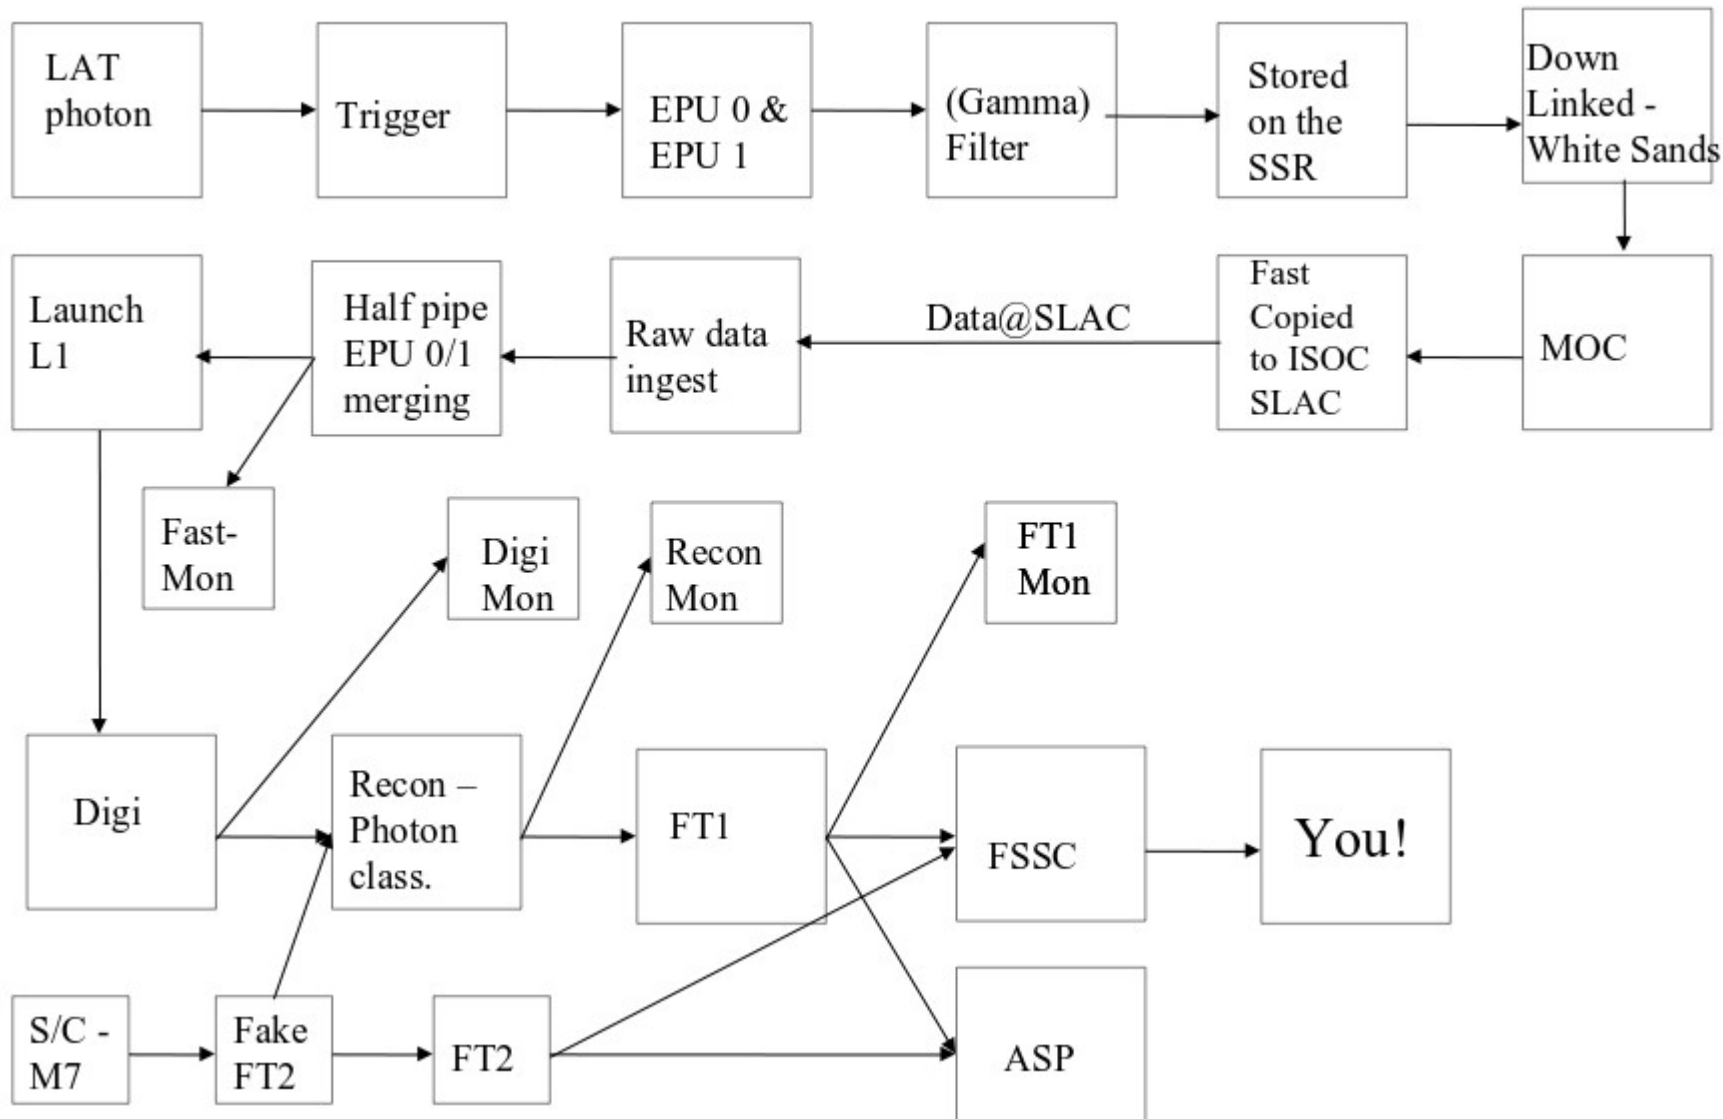 LAT
photon
Trigger
EPU 0 &
EPU 1
(Gamma)
Filter
Stored
on the
SSR
Down
Linked -
White Sands
Launch
L1
Half pipe
EPU 0/1
merging
Raw data
ingest
Data@SLAC
Fast
Copied
to ISOC
SLAC
MOC
Fast-
Mon
Digi
Mon
Recon
Mon
FT1
Mon
Digi
Recon –
Photon
class.
FT1
FSSC
You!
S/C -
M7
Fake
FT2
FT2
ASP